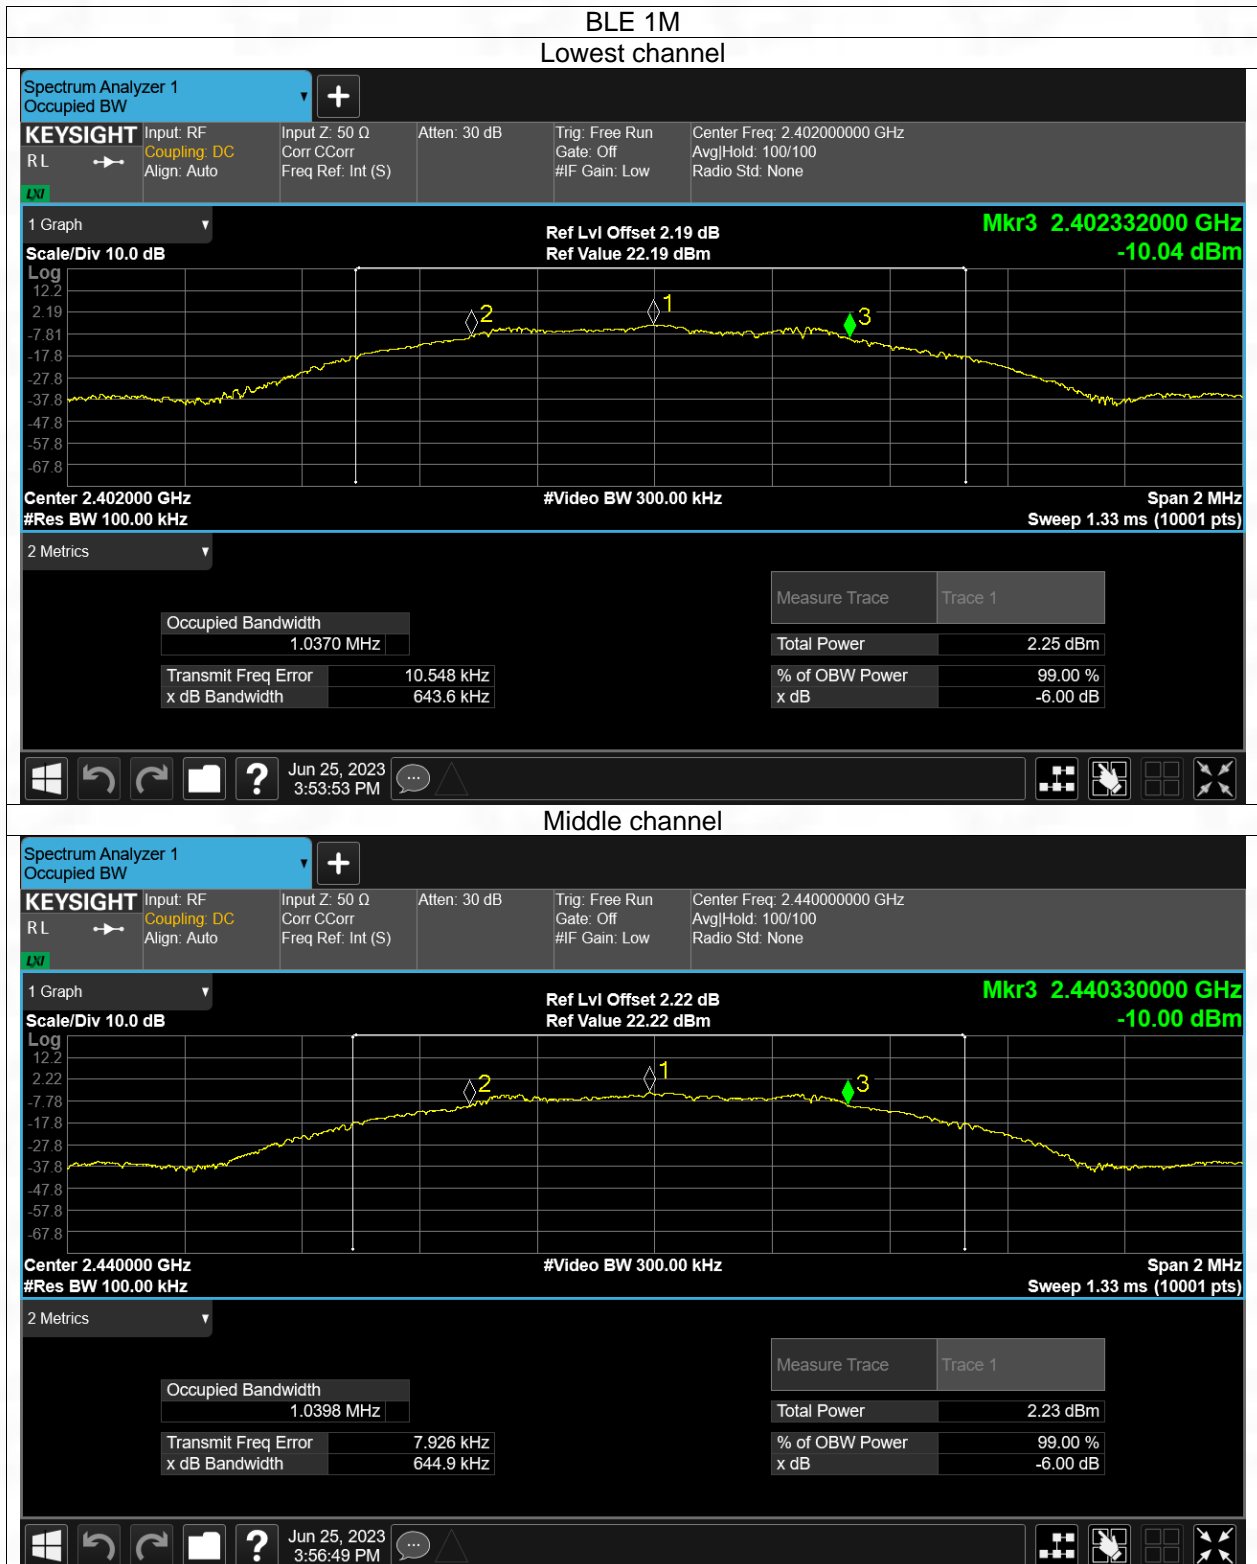 BLE 1M
Lowest channel
Spectrum Analyzer 1
Occupied BW
KEYSIGHT
R L
LXI
Input: RF
Coupling: DC
Align: Auto
Input Z: 50 Ω
Corr CCorr
Freq Ref: Int (S)
Atten: 30 dB
Trig: Free Run
Gate: Off
#IF Gain: Low
Center Freq: 2.402000000 GHz
Avg|Hold: 100/100
Radio Std: None
1 Graph
Scale/Div 10.0 dB
Ref Lvl Offset 2.19 dB
Ref Value 22.19 dBm
Mkr3 2.402332000 GHz
-10.04 dBm
Log
12.2
2.19
-7.81
-17.8
-27.8
-37.8
-47.8
-57.8
-67.8
2
1
3
Center 2.402000 GHz
#Res BW 100.00 kHz
#Video BW 300.00 kHz
Span 2 MHz
Sweep 1.33 ms (10001 pts)
2 Metrics
Measure Trace Trace 1
Occupied Bandwidth
1.0370 MHz
Total Power 2.25 dBm
Transmit Freq Error 10.548 kHz
% of OBW Power 99.00 %
x dB Bandwidth 643.6 kHz
x dB -6.00 dB
?
Jun 25, 2023
3:53:53 PM
Middle channel
Spectrum Analyzer 1
Occupied BW
KEYSIGHT
R L
LXI
Input: RF
Coupling: DC
Align: Auto
Input Z: 50 Ω
Corr CCorr
Freq Ref: Int (S)
Atten: 30 dB
Trig: Free Run
Gate: Off
#IF Gain: Low
Center Freq: 2.440000000 GHz
Avg|Hold: 100/100
Radio Std: None
1 Graph
Scale/Div 10.0 dB
Ref Lvl Offset 2.22 dB
Ref Value 22.22 dBm
Mkr3 2.440330000 GHz
-10.00 dBm
Log
12.2
2.22
-7.78
-17.8
-27.8
-37.8
-47.8
-57.8
-67.8
2
1
3
Center 2.440000 GHz
#Res BW 100.00 kHz
#Video BW 300.00 kHz
Span 2 MHz
Sweep 1.33 ms (10001 pts)
2 Metrics
Measure Trace Trace 1
Occupied Bandwidth
1.0398 MHz
Total Power 2.23 dBm
Transmit Freq Error 7.926 kHz
% of OBW Power 99.00 %
x dB Bandwidth 644.9 kHz
x dB -6.00 dB
?
Jun 25, 2023
3:56:49 PM